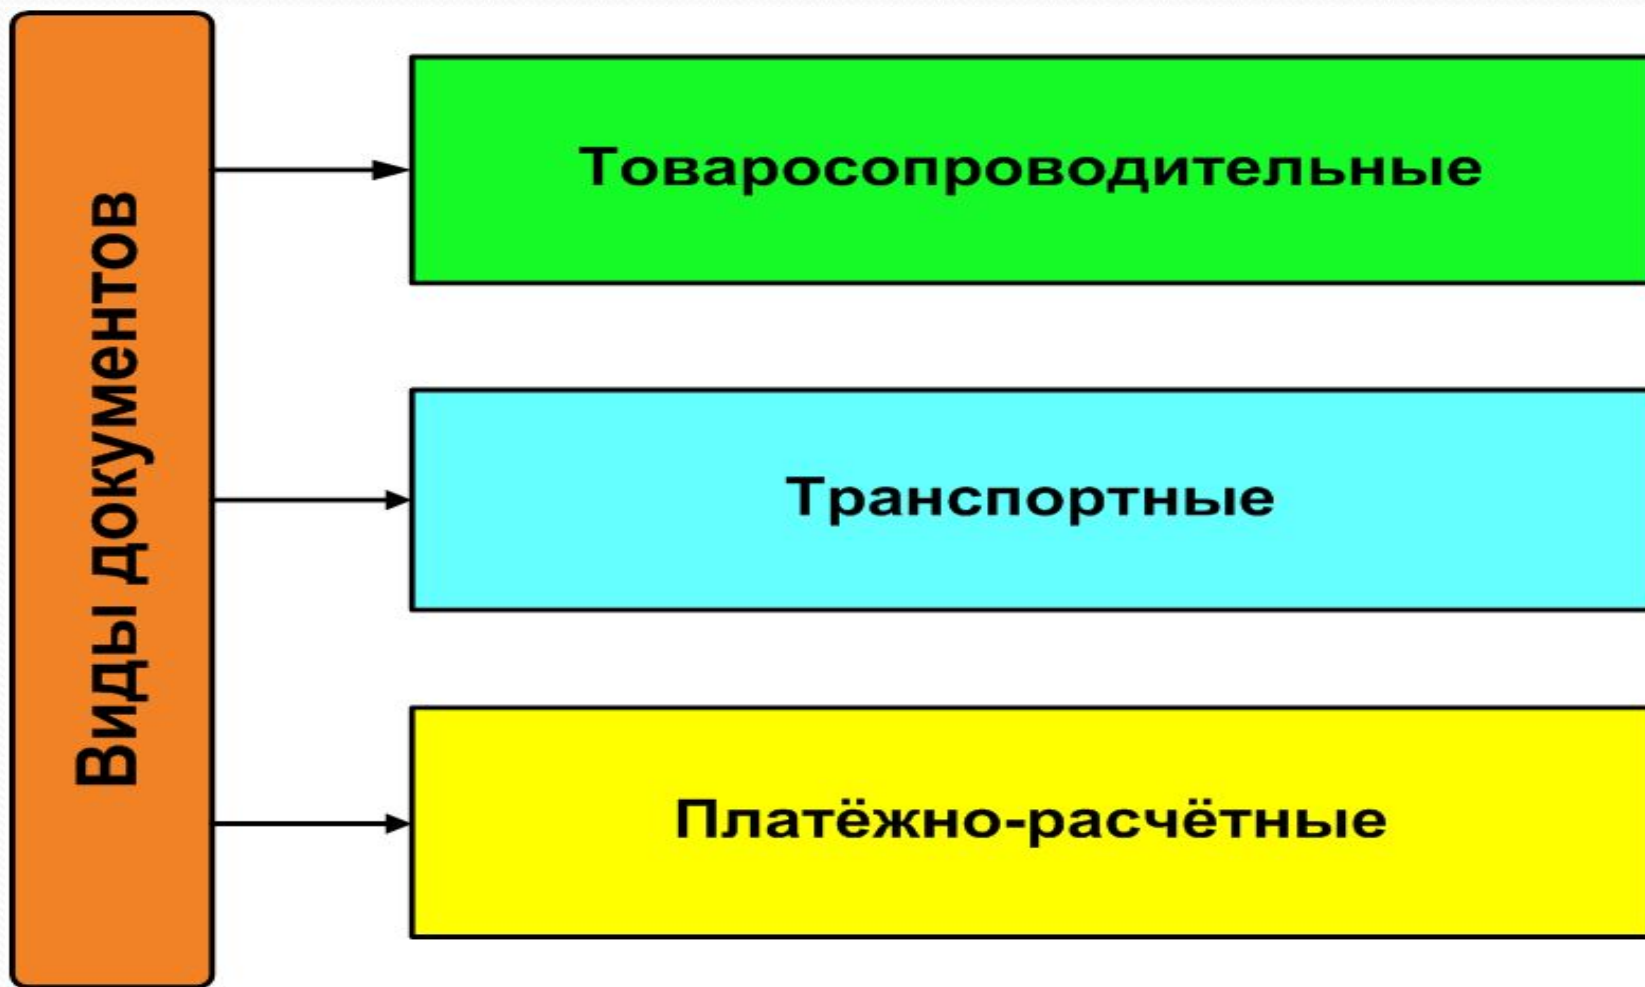 Виды документов
Товаросопроводительные
Транспортные
Платёжно-расчётные